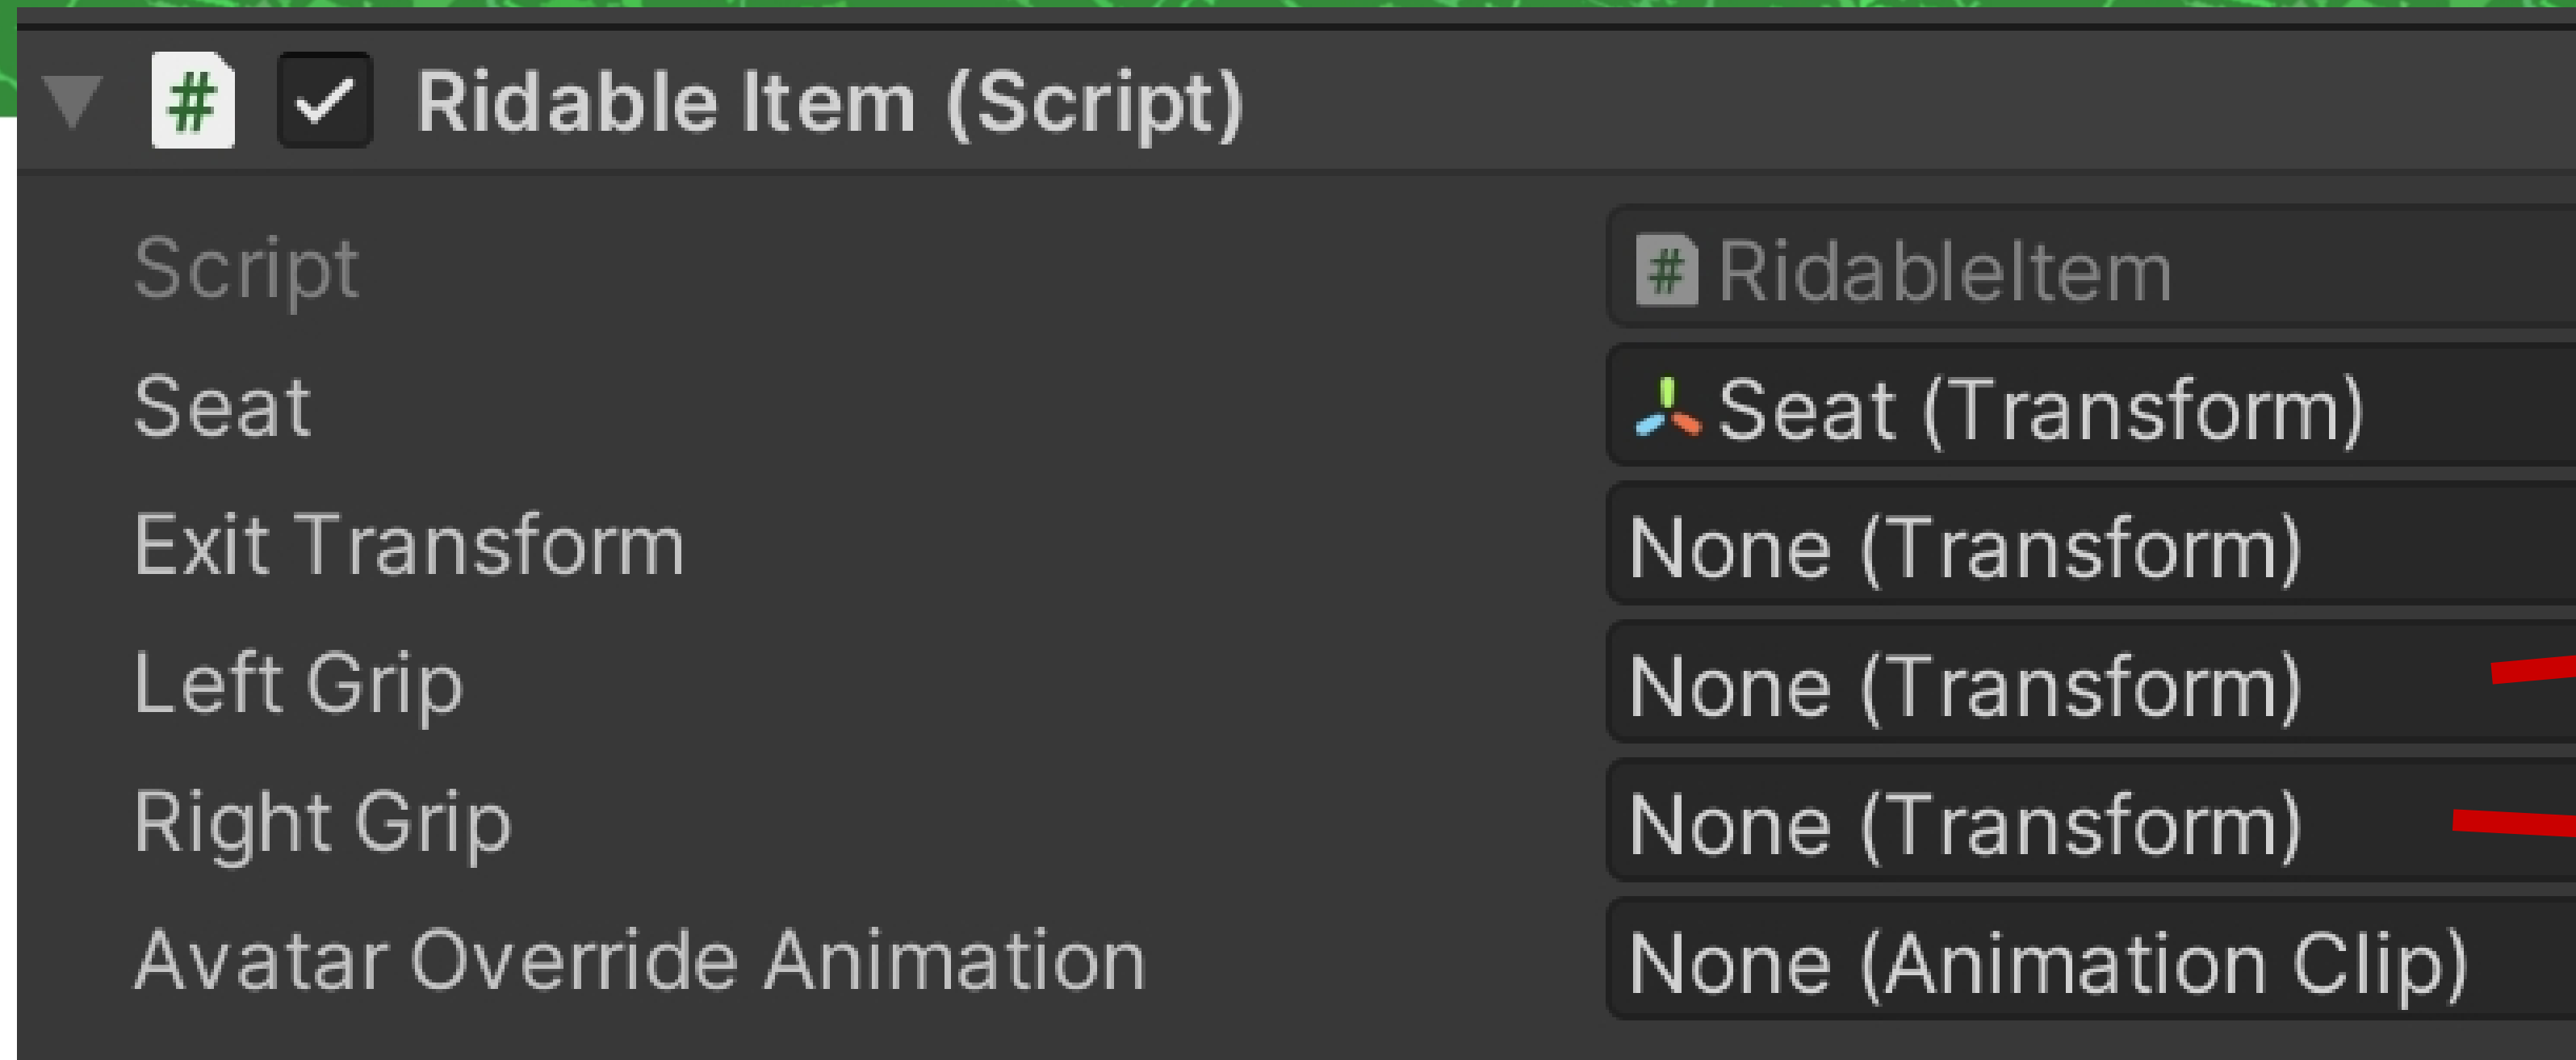 # Ridable Item (Script)
Script # RidableItem
Seat Seat (Transform)
Exit Transform None (Transform)
Left Grip None (Transform)
Right Grip None (Transform)
Avatar Override Animation None (Animation Clip)